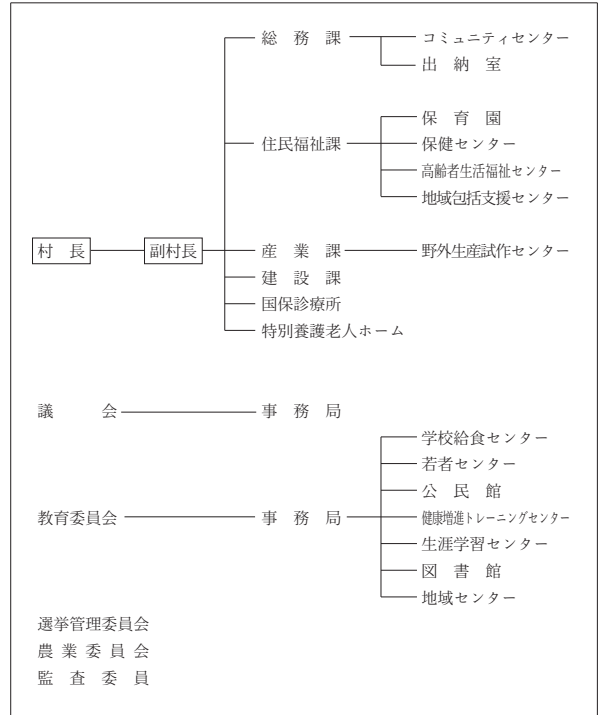 総務課 コミュニティセンター
出納室
保育園
住民福祉課 保健センター
高齢者生活福祉センター
地域包括支援センター
村長 副村長 産業課 野外生産試作センター
建設課
国保診療所
特別養護老人ホーム
議会 事務局
学校給食センター
若者センター
公民館
教育委員会 事務局 健康増進トレーニングセンター
生涯学習センター
図書館
地域センター
選挙管理委員会
農業委員会
監査委員